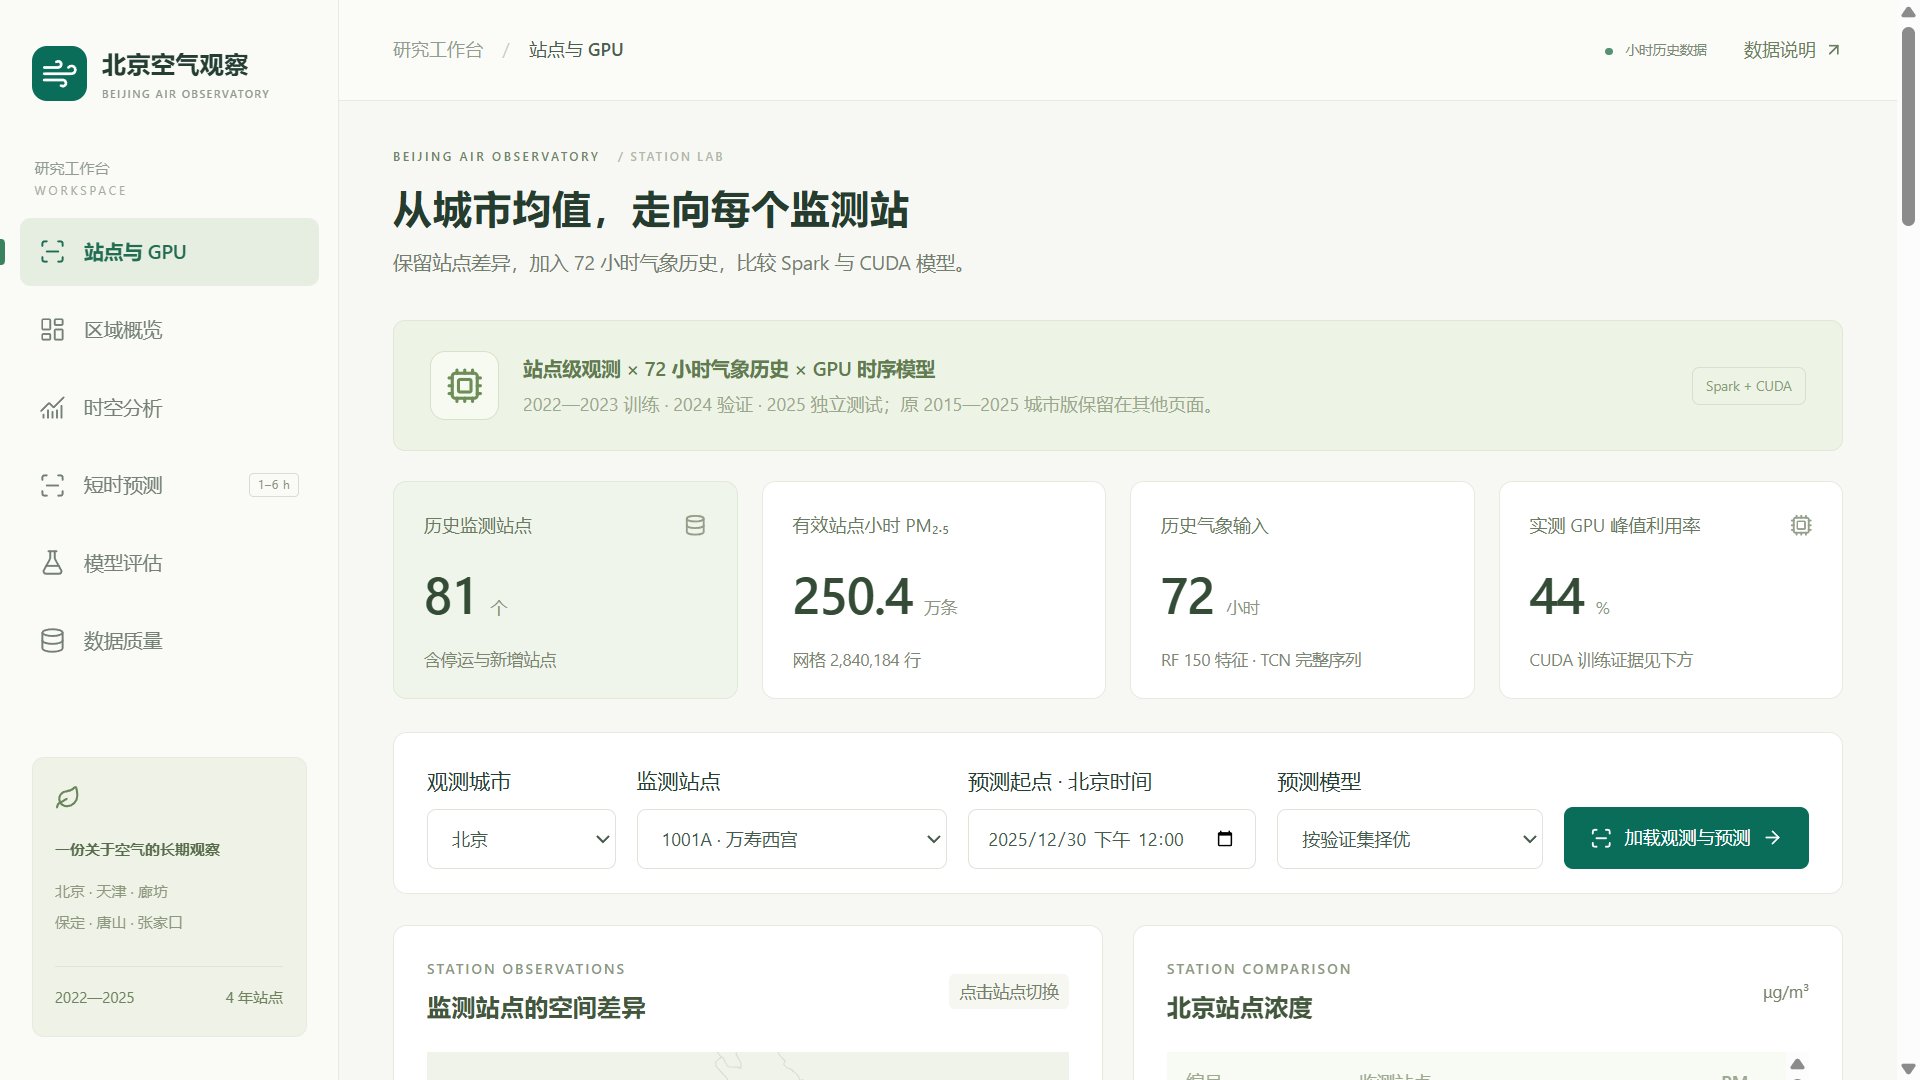 北京空气观察
BEIJING AIR OBSERVATORY
研究工作台
WORKSPACE
站点与 GPU
区域概览
时空分析
短时预测
1–6 h
模型评估
数据质量
一份关于空气的长期观察
北京 · 天津 · 廊坊
保定 · 唐山 · 张家口
2022—2025
4 年站点
研究工作台 / 站点与 GPU
小时历史数据
数据说明
BEIJING AIR OBSERVATORY / STATION LAB
从城市均值，走向每个监测站
保留站点差异，加入 72 小时气象历史，比较 Spark 与 CUDA 模型。
站点级观测 × 72 小时气象历史 × GPU 时序模型
2022—2023 训练 · 2024 验证 · 2025 独立测试；原 2015—2025 城市版保留在其他页面。
Spark + CUDA
历史监测站点
81 个
含停运与新增站点
有效站点小时 PM₂.₅
250.4 万条
网格 2,840,184 行
历史气象输入
72 小时
RF 150 特征 · TCN 完整序列
实测 GPU 峰值利用率
44 %
CUDA 训练证据见下方
观测城市
北京
监测站点
1001A · 万寿西宫
预测起点 · 北京时间
2025/12/30 下午 12:00
预测模型
按验证集择优
加载观测与预测
STATION OBSERVATIONS
监测站点的空间差异
点击站点切换
STATION COMPARISON
北京站点浓度
μg/m³